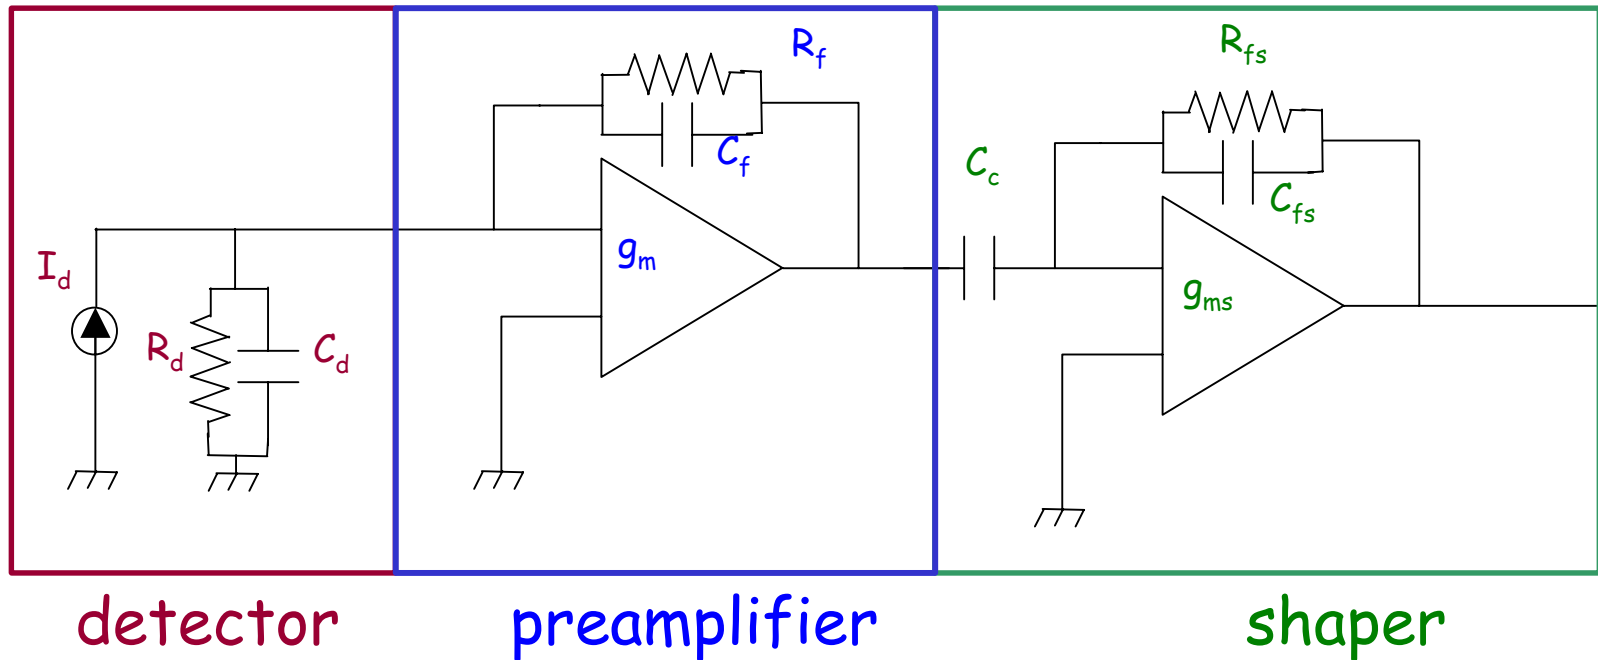 R_f
R_fs
C_f
C_c
C_fs
I_d
g_m
g_ms
R_d
C_d
detector
preamplifier
shaper